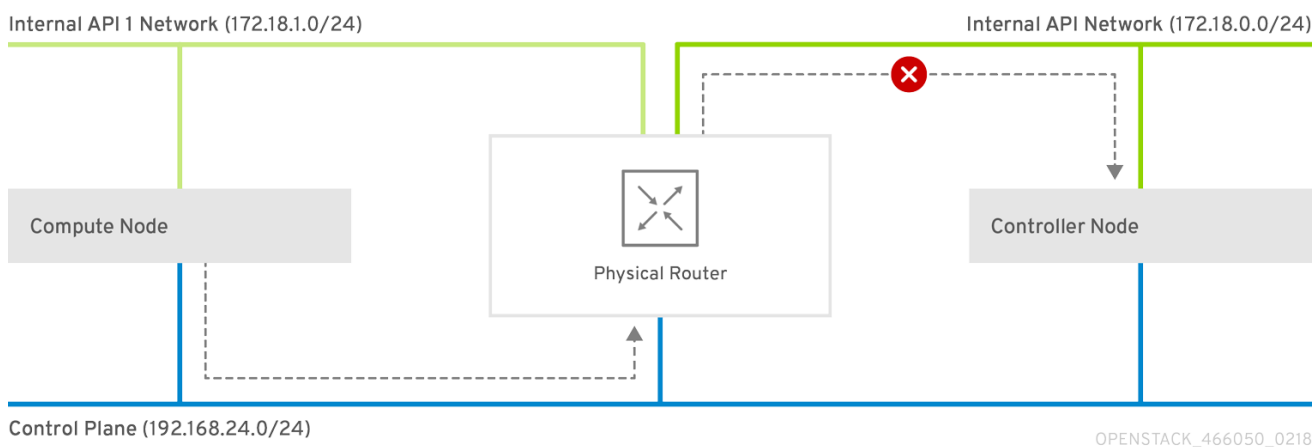 Internal API 1 Network (172.18.1.0/24)
Internal API Network (172.18.0.0/24)
Compute Node
Controller Node
Physical Router
Control Plane (192.168.24.0/24)
OPENSTACK_466050_0218